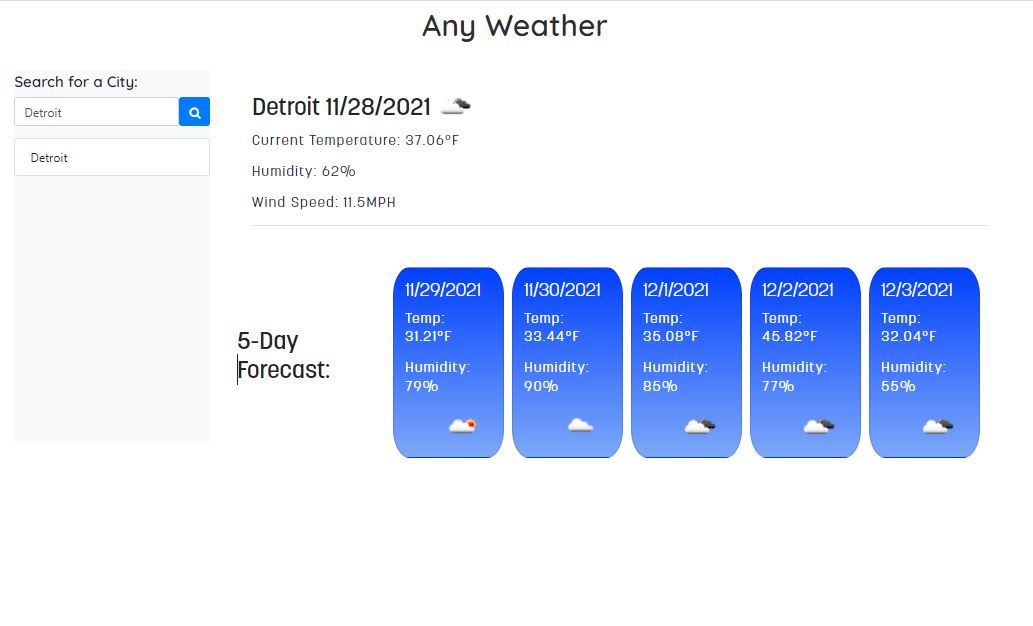 Any Weather
Search for a City:
Detroit
Detroit
Detroit 11/28/2021
Current Temperature: 37.06°F
Humidity: 62%
Wind Speed: 11.5MPH
5-Day
Forecast:
11/29/2021
Temp:
31.21°F
Humidity:
79%
11/30/2021
Temp:
33.44°F
Humidity:
90%
12/1/2021
Temp:
35.08°F
Humidity:
85%
12/2/2021
Temp:
45.82°F
Humidity:
77%
12/3/2021
Temp:
32.04°F
Humidity:
55%